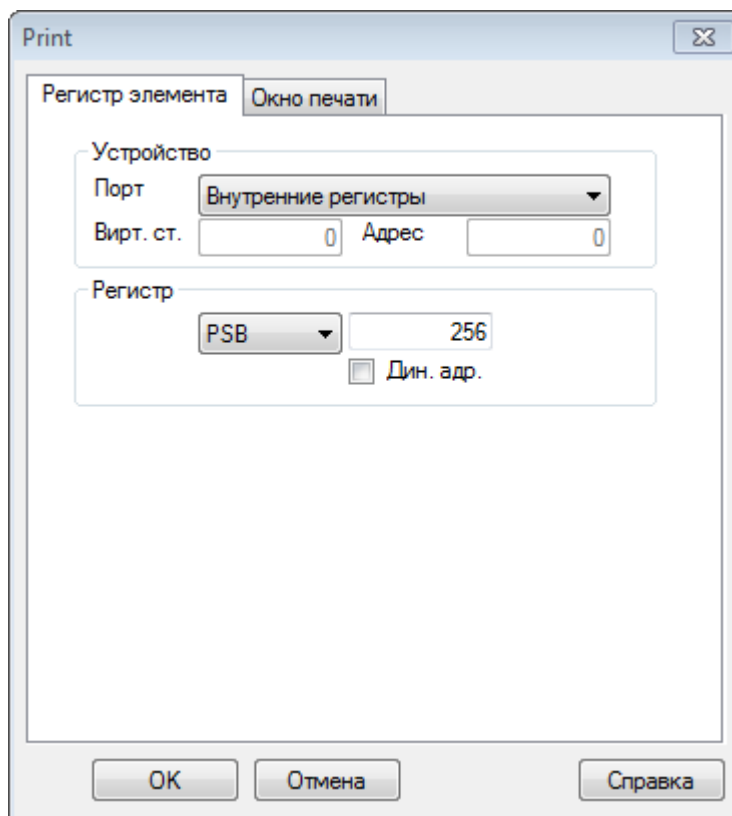 Print
Регистр элемента Окно печати
Устройство
Порт Внутренние регистры
Вирт. ст. 0 Адрес 0
Регистр
PSB 256
Дин. адр.
OK Отмена Справка